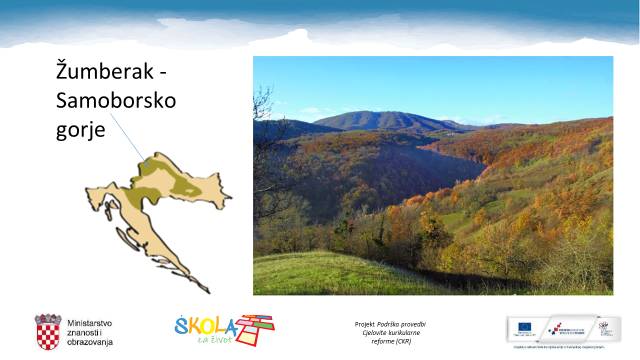 Žumberak -
Samoborsko
gorje
Ministarstvo
znanosti i
obrazovanja
ŠKOLA
za život
Projekt Podrška provedbi
Cjelovite kurikularne
reforme (CKR)